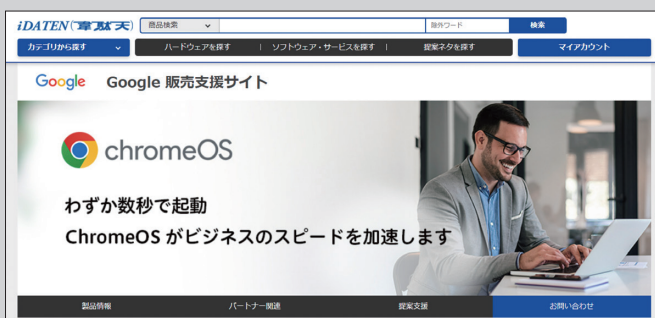 iDATEN(韋駄天)
商品検索
除外ワード
検索
カテゴリから探す
ハードウェアを探す | ソフトウェア・サービスを探す | 提案ネタを探す
マイアカウント
Google Google 販売支援サイト
chromeOS
わずか数秒で起動
ChromeOS がビジネスのスピードを加速します
製品情報 パートナー関連 提案支援 お問い合わせ